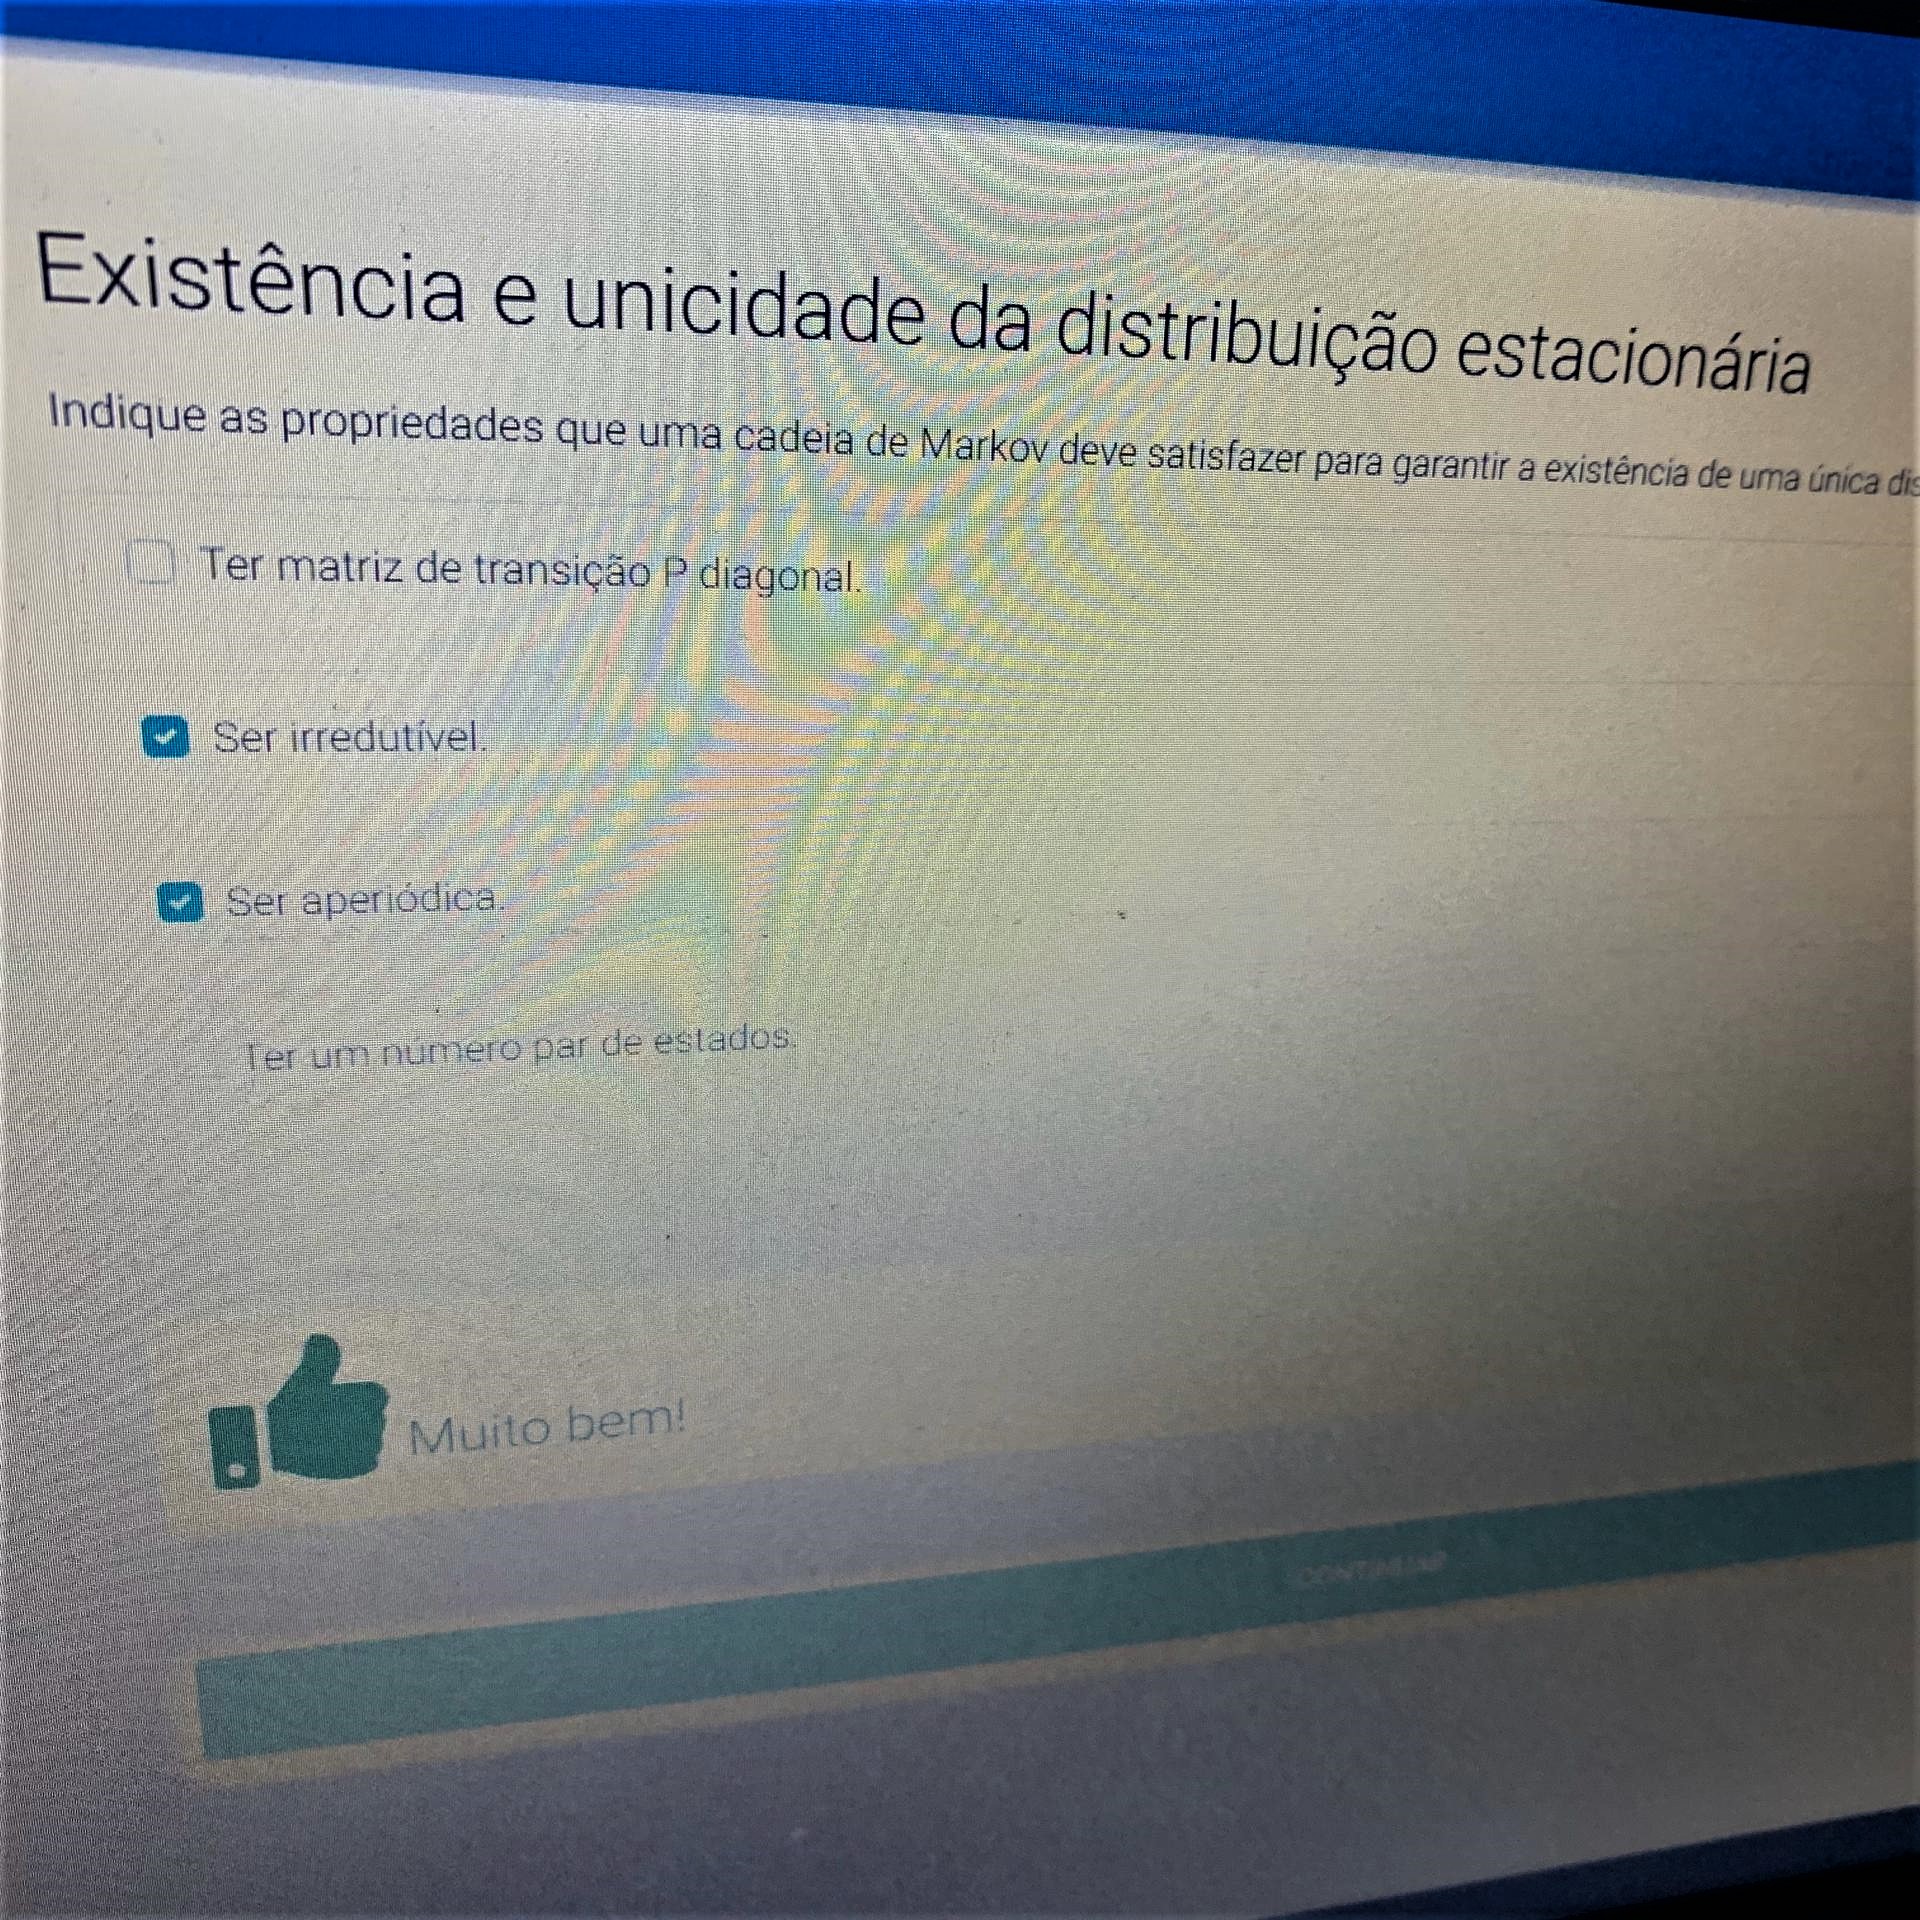 Existência e unicidade da distribuição estacionária
Indique as propriedades que uma cadeia de Markov deve satisfazer para garantir a existência de uma única dis
Ter matriz de transição P diagonal.
Ser irredutível.
Ser aperiódica.
Ter um número par de estados.
Muito bem!
CONTINUAR